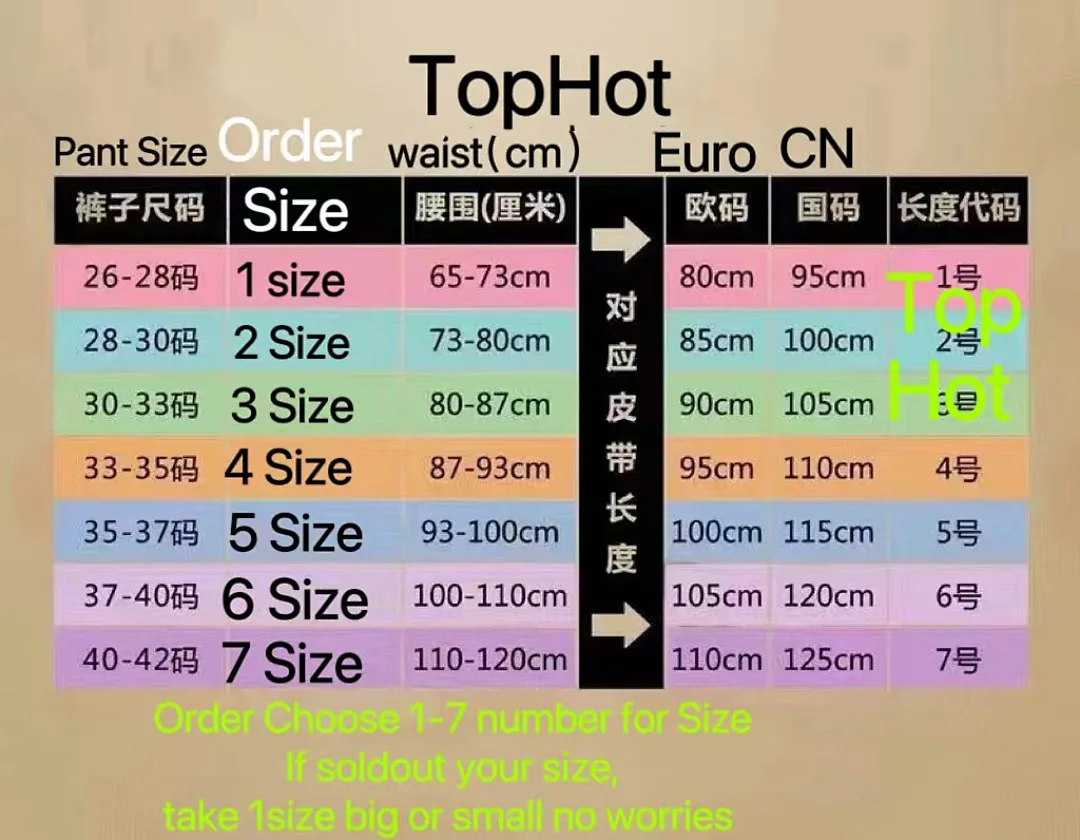 TopHot
Pant Size Order waist(cm) Euro CN
裤子尺码 Size 腰围(厘米) 欧码 国码 长度代码
26-28码 1 size 65-73cm 80cm 95cm 1号
28-30码 2 Size 73-80cm 85cm 100cm 2号
30-33码 3 Size 80-87cm 90cm 105cm 3号
33-35码 4 Size 87-93cm 95cm 110cm 4号
35-37码 5 Size 93-100cm 100cm 115cm 5号
37-40码 6 Size 100-110cm 105cm 120cm 6号
40-42码 7 Size 110-120cm 110cm 125cm 7号
对应皮带长度
Top
Hot
Order Choose 1-7 number for Size
If soldout your size,
take 1size big or small no worries